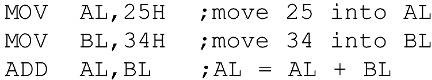 MOV AL,25H ;move 25 into AL
MOV BL,34H ;move 34 into BL
ADD AL,BL ;AL = AL + BL